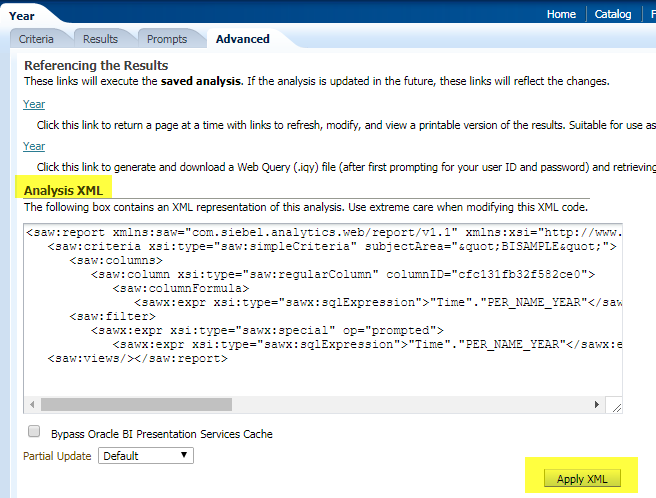 Year
Home
Catalog
F
Criteria
Results
Prompts
Advanced
Referencing the Results
These links will execute the saved analysis. If the analysis is updated in the future, these links will reflect the changes.
Year
Click this link to return a page at a time with links to refresh, modify, and view a printable version of the results. Suitable for use as
Year
Click this link to generate and download a Web Query (.iqy) file (after first prompting for your user ID and password) and retrieving
Analysis XML
The following box contains an XML representation of this analysis. Use extreme care when modifying this XML code.
<saw:report xmlns:saw="com.siebel.analytics.web/report/v1.1" xmlns:xsi="http://www.
<saw:criteria xsi:type="saw:simpleCriteria" subjectArea="&quot;BISAMPLE&quot;">
<saw:columns>
<saw:column xsi:type="saw:regularColumn" columnID="cfc131fb32f582ce0">
<saw:columnFormula>
<sawx:expr xsi:type="sawx:sqlExpression">"Time"."PER_NAME_YEAR"</saw
<saw:filter>
<sawx:expr xsi:type="sawx:special" op="prompted">
<sawx:expr xsi:type="sawx:sqlExpression">"Time"."PER_NAME_YEAR"</sawx:e
<saw:views/></saw:report>
Bypass Oracle BI Presentation Services Cache
Partial Update Default
Apply XML